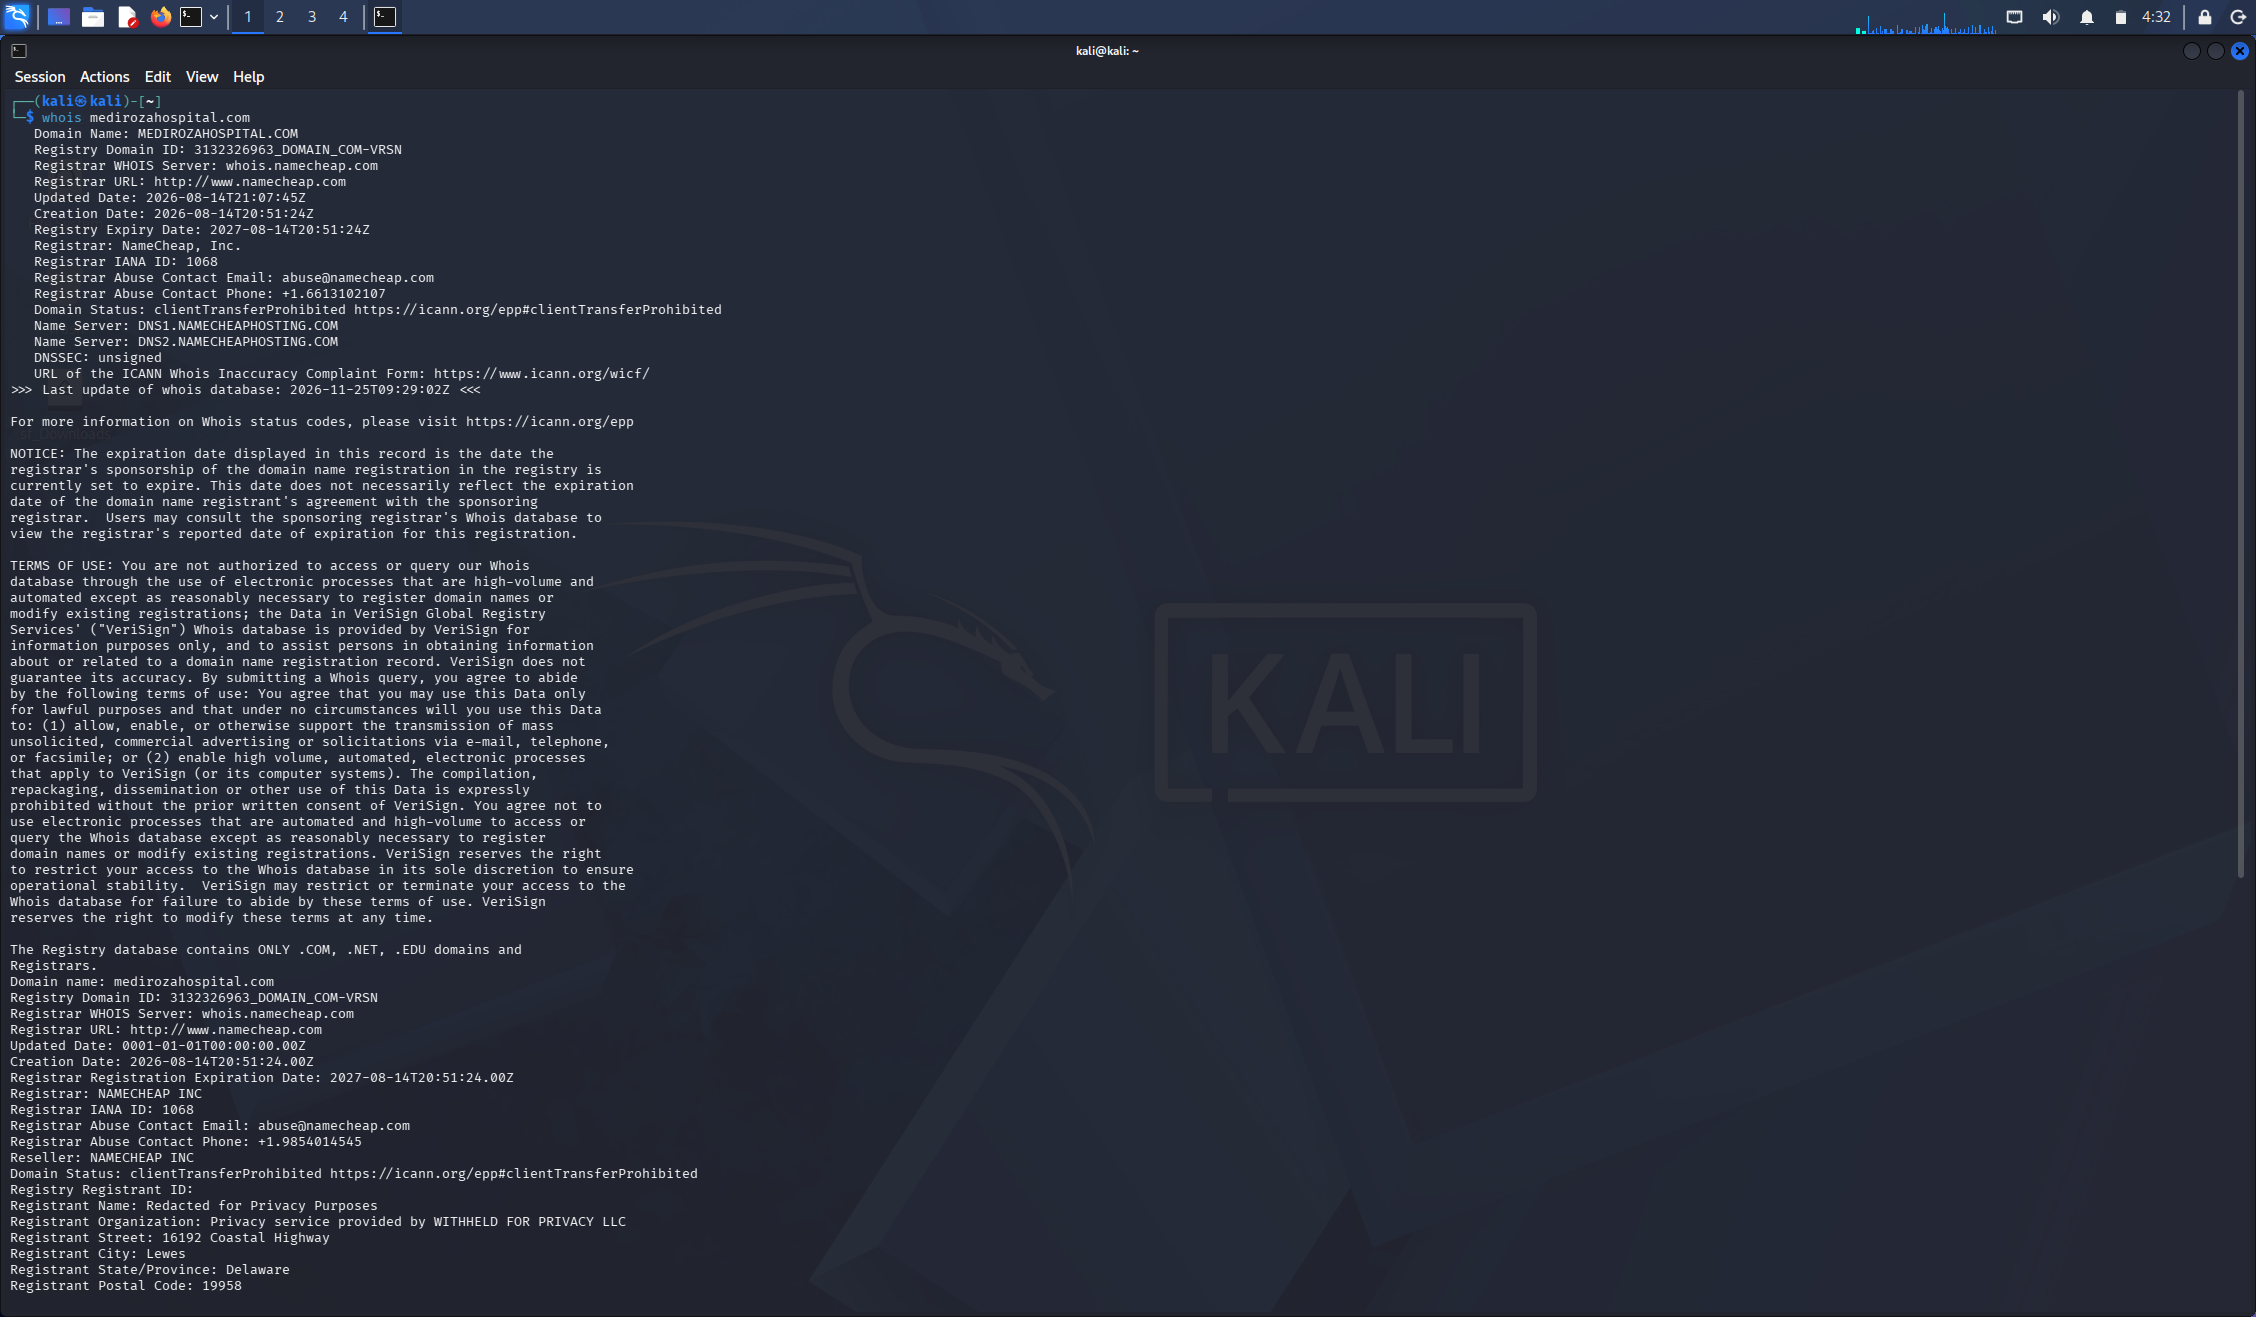 1 2 3 4 4:32
kali@kali: ~
Session Actions Edit View Help
┌──(kali㉿kali)-[~]
└─$ whois medirozahospital.com
Domain Name: MEDIROZAHOSPITAL.COM
Registry Domain ID: 3132326963_DOMAIN_COM-VRSN
Registrar WHOIS Server: whois.namecheap.com
Registrar URL: http://www.namecheap.com
Updated Date: 2026-08-14T21:07:45Z
Creation Date: 2026-08-14T20:51:24Z
Registry Expiry Date: 2027-08-14T20:51:24Z
Registrar: NameCheap, Inc.
Registrar IANA ID: 1068
Registrar Abuse Contact Email: abuse@namecheap.com
Registrar Abuse Contact Phone: +1.6613102107
Domain Status: clientTransferProhibited https://icann.org/epp#clientTransferProhibited
Name Server: DNS1.NAMECHEAPHOSTING.COM
Name Server: DNS2.NAMECHEAPHOSTING.COM
DNSSEC: unsigned
URL of the ICANN Whois Inaccuracy Complaint Form: https://www.icann.org/wicf/
>>> Last update of whois database: 2026-11-25T09:29:02Z <<<
For more information on Whois status codes, please visit https://icann.org/epp
NOTICE: The expiration date displayed in this record is the date the
registrar's sponsorship of the domain name registration in the registry is
currently set to expire. This date does not necessarily reflect the expiration
date of the domain name registrant's agreement with the sponsoring
registrar.  Users may consult the sponsoring registrar's Whois database to
view the registrar's reported date of expiration for this registration.
TERMS OF USE: You are not authorized to access or query our Whois
database through the use of electronic processes that are high-volume and
automated except as reasonably necessary to register domain names or
modify existing registrations; the Data in VeriSign Global Registry
Services' ("VeriSign") Whois database is provided by VeriSign for
information purposes only, and to assist persons in obtaining information
about or related to a domain name registration record. VeriSign does not
guarantee its accuracy. By submitting a Whois query, you agree to abide
by the following terms of use: You agree that you may use this Data only
for lawful purposes and that under no circumstances will you use this Data
to: (1) allow, enable, or otherwise support the transmission of mass
unsolicited, commercial advertising or solicitations via e-mail, telephone,
or facsimile; or (2) enable high volume, automated, electronic processes
that apply to VeriSign (or its computer systems). The compilation,
repackaging, dissemination or other use of this Data is expressly
prohibited without the prior written consent of VeriSign. You agree not to
use electronic processes that are automated and high-volume to access or
query the Whois database except as reasonably necessary to register
domain names or modify existing registrations. VeriSign reserves the right
to restrict your access to the Whois database in its sole discretion to ensure
operational stability.  VeriSign may restrict or terminate your access to the
Whois database for failure to abide by these terms of use. VeriSign
reserves the right to modify these terms at any time.
The Registry database contains ONLY .COM, .NET, .EDU domains and
Registrars.
Domain name: medirozahospital.com
Registry Domain ID: 3132326963_DOMAIN_COM-VRSN
Registrar WHOIS Server: whois.namecheap.com
Registrar URL: http://www.namecheap.com
Updated Date: 0001-01-01T00:00:00.00Z
Creation Date: 2026-08-14T20:51:24.00Z
Registrar Registration Expiration Date: 2027-08-14T20:51:24.00Z
Registrar: NAMECHEAP INC
Registrar IANA ID: 1068
Registrar Abuse Contact Email: abuse@namecheap.com
Registrar Abuse Contact Phone: +1.9854014545
Reseller: NAMECHEAP INC
Domain Status: clientTransferProhibited https://icann.org/epp#clientTransferProhibited
Registry Registrant ID:
Registrant Name: Redacted for Privacy Purposes
Registrant Organization: Privacy service provided by WITHHELD FOR PRIVACY LLC
Registrant Street: 16192 Coastal Highway
Registrant City: Lewes
Registrant State/Province: Delaware
Registrant Postal Code: 19958
KALI